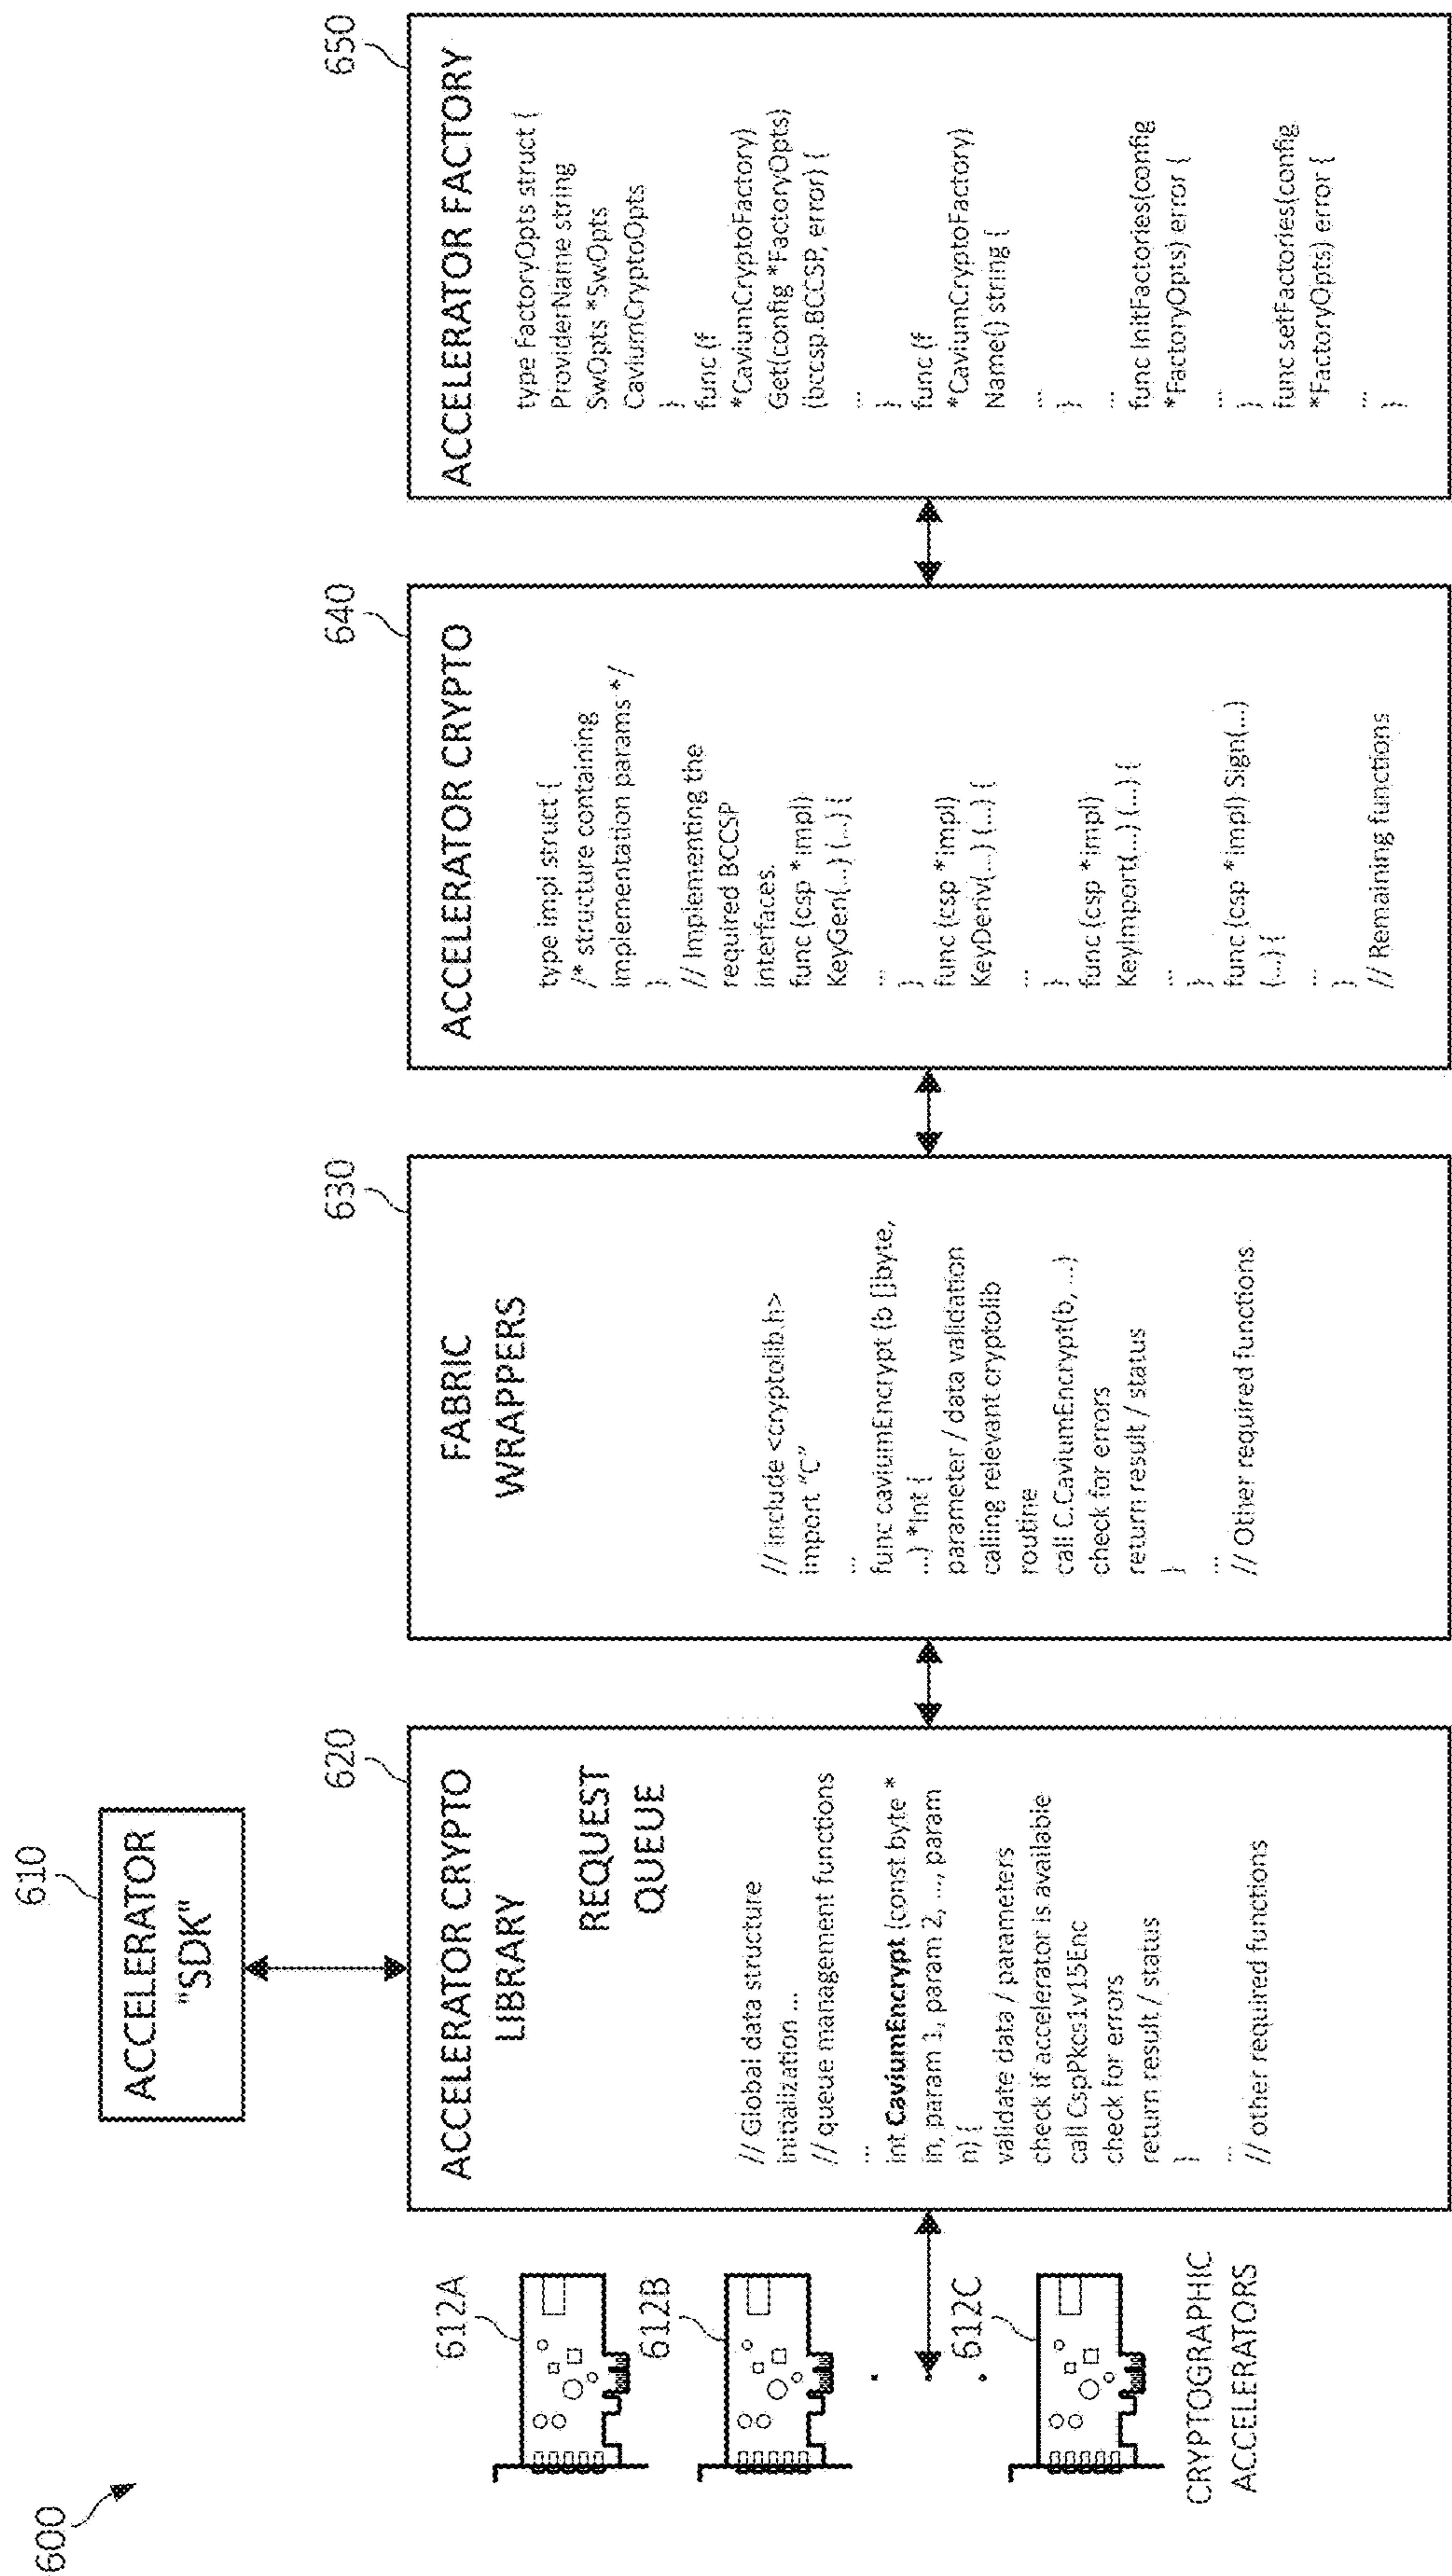 600
610
ACCELERATOR
"SDK"
612A
612B
612C
CRYPTOGRAPHIC
ACCELERATORS
620
ACCELERATOR CRYPTO
LIBRARY
REQUEST
QUEUE
// Global data structure
initialization ...
// queue management functions
...
int CaviumEncrypt (const byte *
in, param 1, param 2, ..., param
n) {
validate data / parameters
check if accelerator is available
call CspPkcs1v15Enc
check for errors
return result / status
}
...
// other required functions
630
FABRIC
WRAPPERS
// include <cryptolib.h>
import "C"
...
func caviumEncrypt (b []byte,
...) *Int {
parameter / data validation
calling relevant cryptolib
routine
call C.CaviumEncrypt(b, ...)
check for errors
return result / status
}
...
// Other required functions
640
ACCELERATOR CRYPTO
type impl struct {
/* structure containing
implementation params */
}
// Implementing the
required BCCSP
interfaces.
func (csp *impl)
KeyGen(...) (...) {
...
}
func (csp *impl)
KeyDeriv(...) (...) {
...
}
func (csp *impl)
KeyImport(...) (...) {
...
}
func (csp *impl) Sign(...)
(...) {
...
}
// Remaining functions
650
ACCELERATOR FACTORY
type FactoryOpts struct {
ProviderName string
SwOpts *SwOpts
CaviumCryptoOpts
}
func (f
*CaviumCryptoFactory)
Get(config *FactoryOpts)
(bccsp.BCCSP, error) {
...
}
func (f
*CaviumCryptoFactory)
Name() string {
...
}
...
func InitFactories(config
*FactoryOpts) error {
...
}
func setFactories(config
*FactoryOpts) error {
...
}